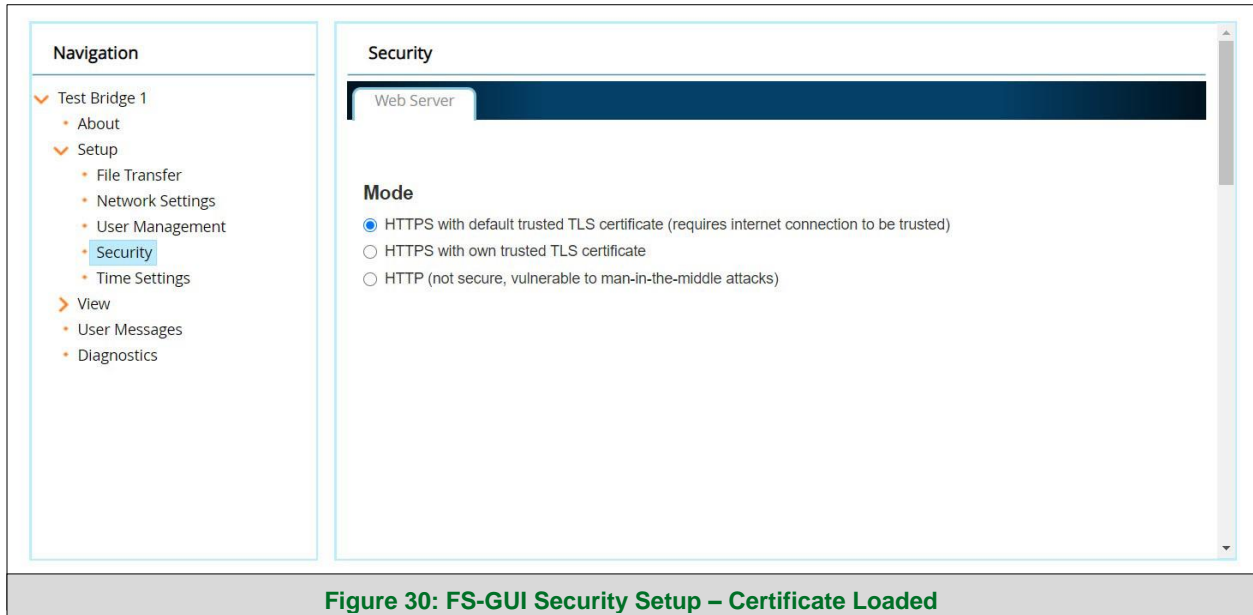 Navigation
Test Bridge 1
About
Setup
File Transfer
Network Settings
User Management
Security
Time Settings
View
User Messages
Diagnostics
Security
Web Server
Mode
HTTPS with default trusted TLS certificate (requires internet connection to be trusted)
HTTPS with own trusted TLS certificate
HTTP (not secure, vulnerable to man-in-the-middle attacks)
Figure 30: FS-GUI Security Setup – Certificate Loaded